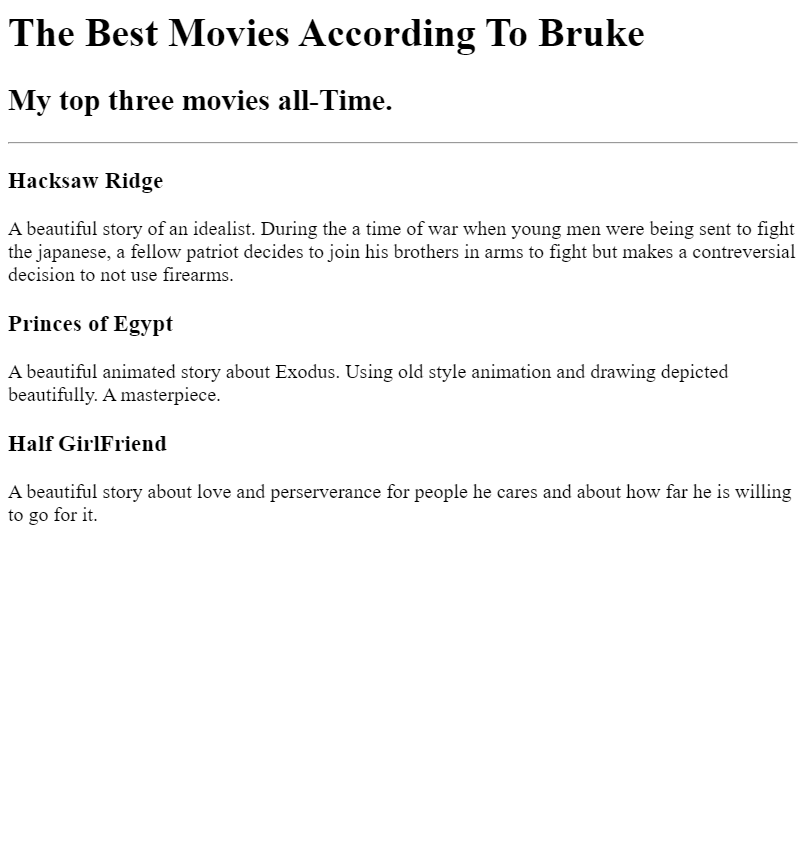 The Best Movies According To Bruke
My top three movies all-Time.
Hacksaw Ridge
A beautiful story of an idealist. During the a time of war when young men were being sent to fight
the japanese, a fellow patriot decides to join his brothers in arms to fight but makes a contreversial
decision to not use firearms.
Princes of Egypt
A beautiful animated story about Exodus. Using old style animation and drawing depicted
beautifully. A masterpiece.
Half GirlFriend
A beautiful story about love and perserverance for people he cares and about how far he is willing
to go for it.